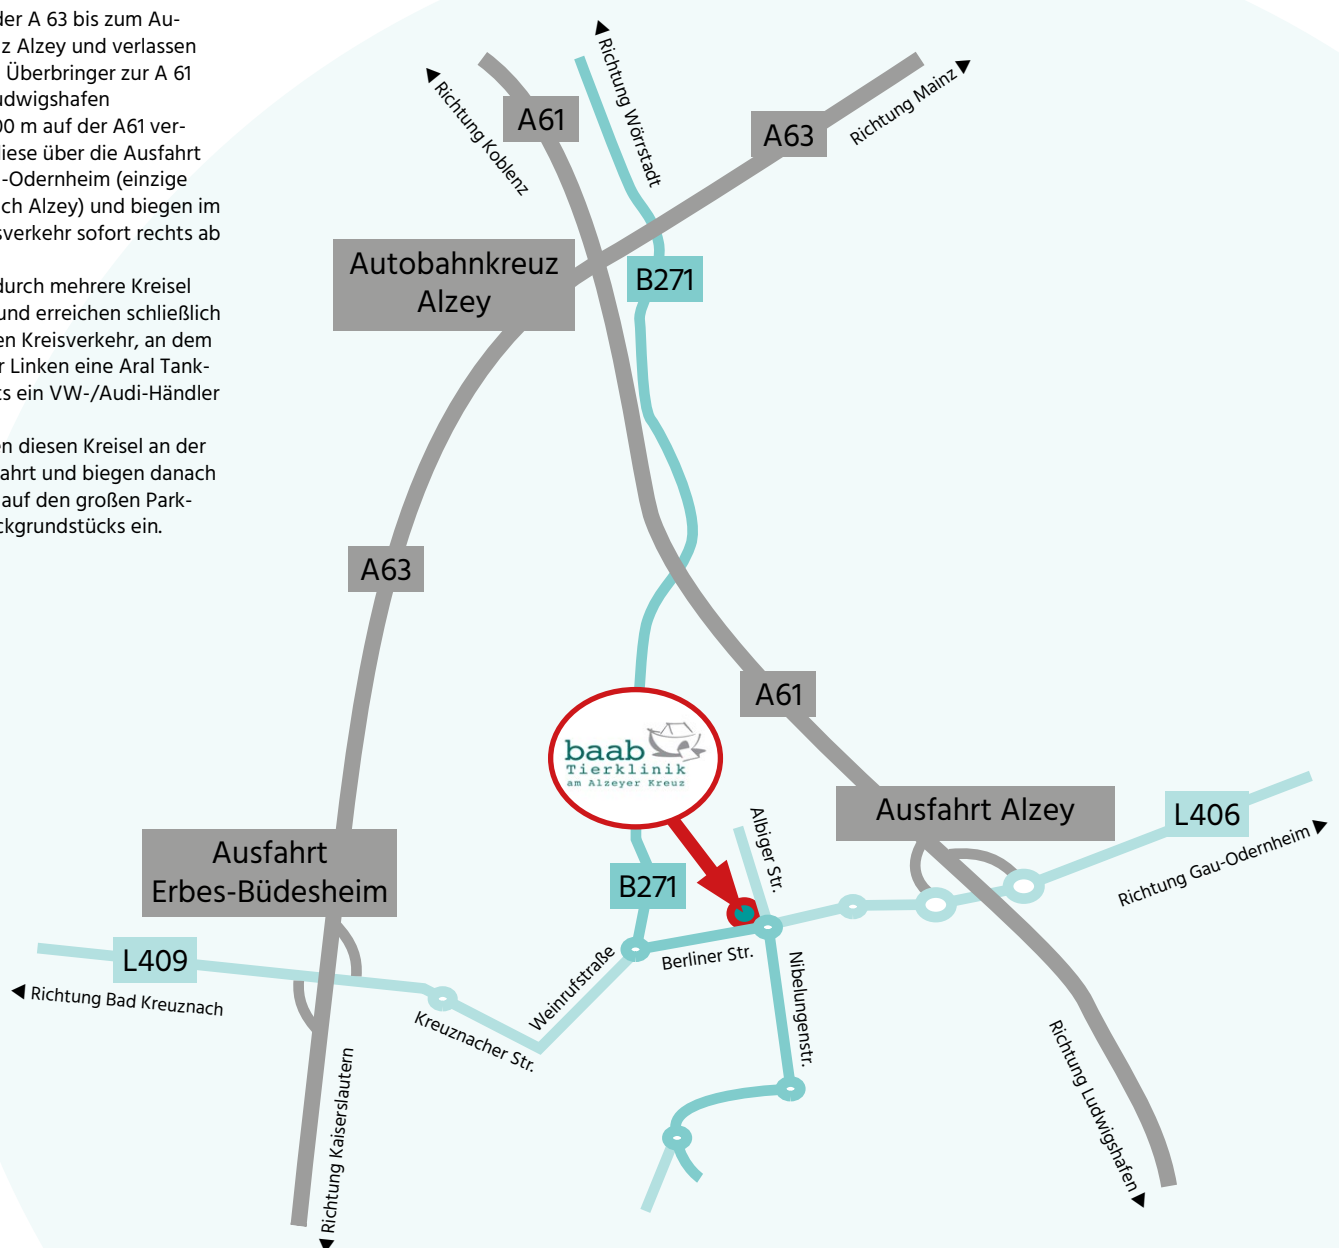 der A 63 bis zum Au-
z Alzey und verlassen
Überbringer zur A 61
udwigshafen
00 m auf der A61 ver-
diese über die Ausfahrt
-Odernheim (einzige
ch Alzey) und biegen im
sverkehr sofort rechts ab
durch mehrere Kreisel
und erreichen schließlich
en Kreisverkehr, an dem
r Linken eine Aral Tank-
ts ein VW-/Audi-Händler
en diesen Kreisel an der
fahrt und biegen danach
auf den großen Park-
ckgrundstücks ein.
Richtung Koblenz
A61
Richtung Wörrstadt
A63
Richtung Mainz
Autobahnkreuz
Alzey
B271
A63
A61
baab
Tierklinik
am Alzeyer Kreuz
Ausfahrt Alzey
L406
Richtung Gau-Odernheim
Albiger Str.
Ausfahrt
Erbes-Büdesheim
B271
L409
Richtung Bad Kreuznach
Kreuznacher Str.
Weinrufstraße
Berliner Str.
Nibelungenstr.
Richtung Kaiserslautern
Richtung Ludwigshafen